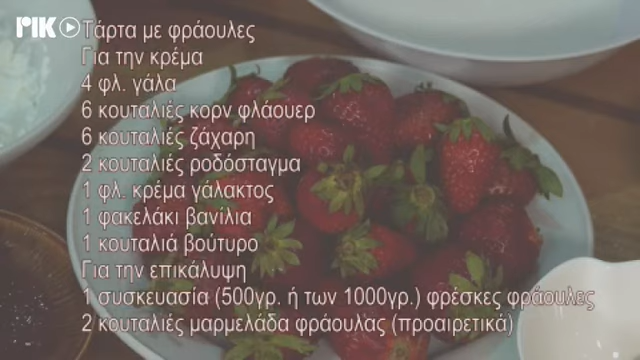 ΡΙΚ
Τάρτα με φράουλες
Για την κρέμα
4 φλ. γάλα
6 κουταλιές κορν φλάουερ
6 κουταλιές ζάχαρη
2 κουταλιές ροδόσταγμα
1 φλ. κρέμα γάλακτος
1 φακελάκι βανίλια
1 κουταλιά βούτυρο
Για την επικάλυψη
1 συσκευασία (500γρ. ή των 1000γρ.) φρέσκες φράουλες
2 κουταλιές μαρμελάδα φράουλας (προαιρετικά)